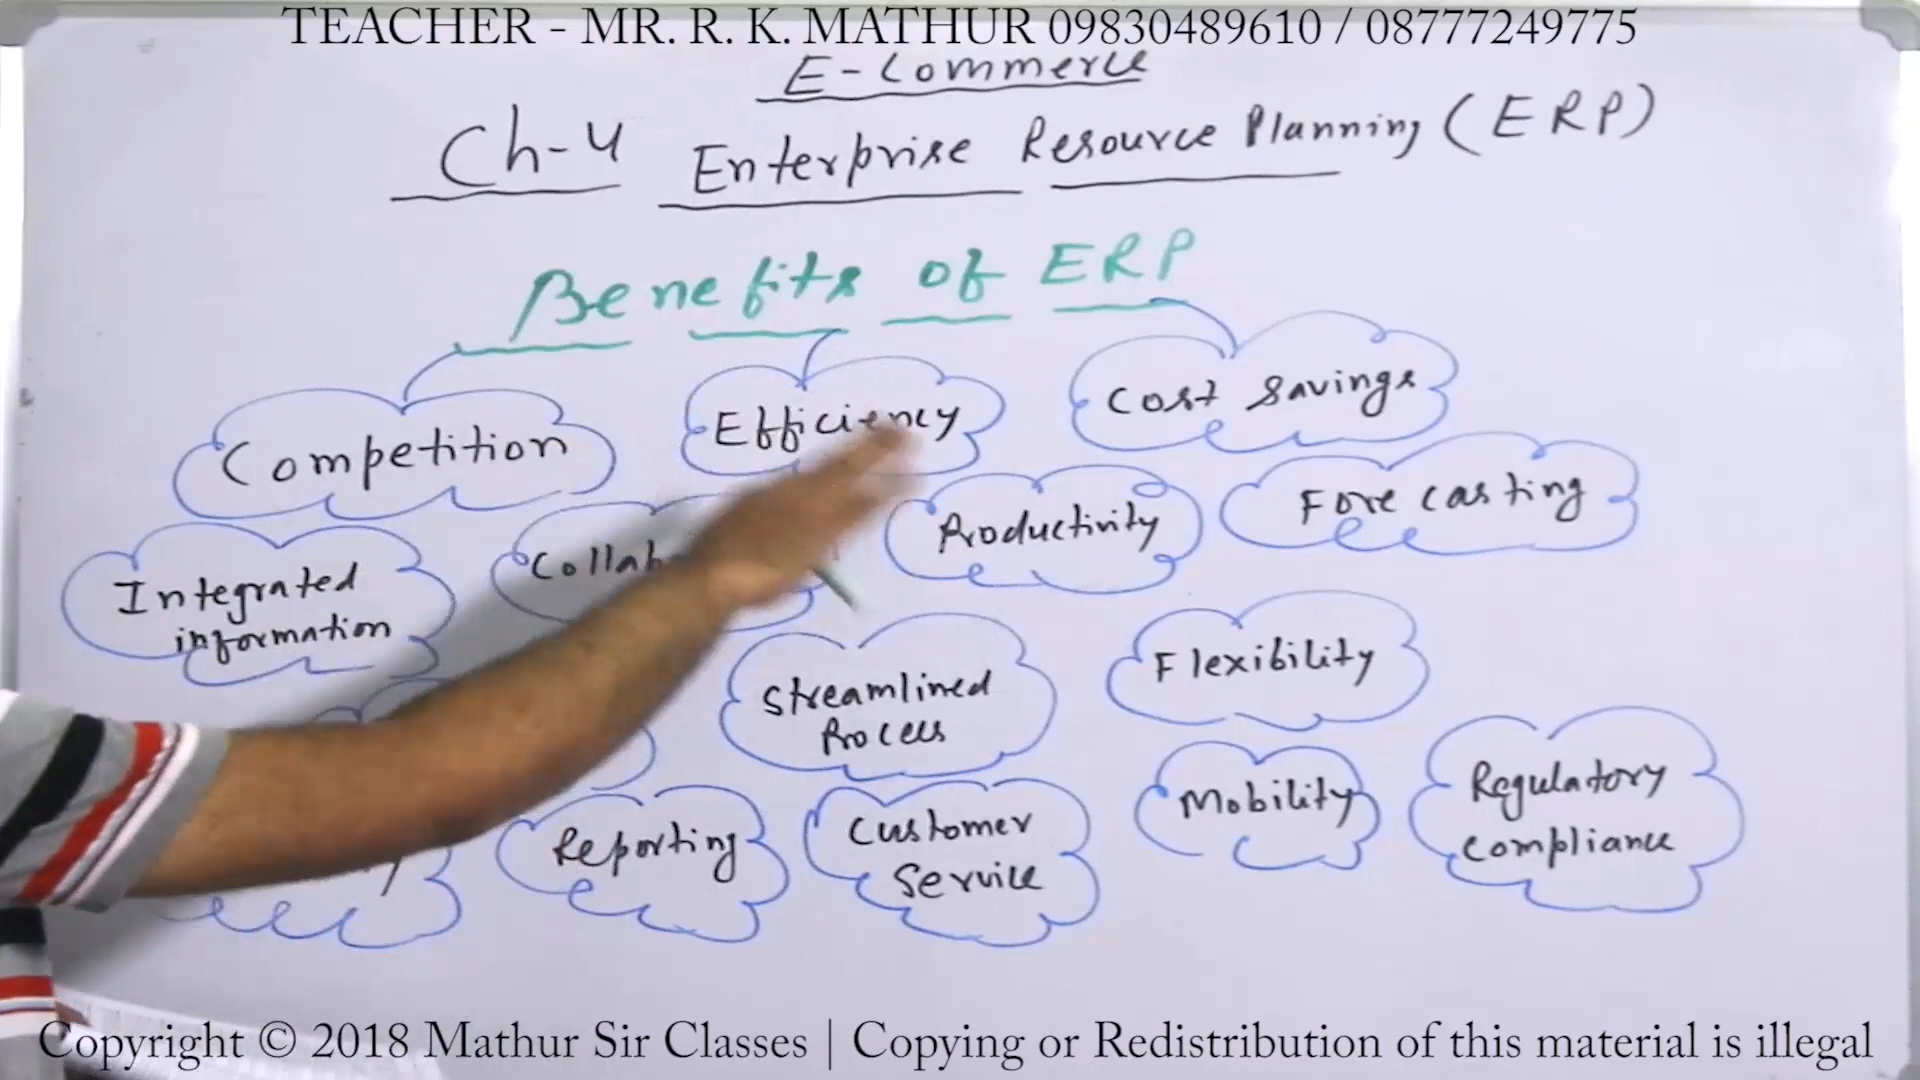 TEACHER - MR. R. K. MATHUR 09830489610 / 08777249775
E-Commerce
Ch-4 Enterprise Resource Planning (ERP)
Benefits of ERP
Competition
Efficiency
Cost Savings
Integrated
information
Productivity
Fore casting
Streamlined
Process
Flexibility
Reporting
Customer
Service
Mobility
Regulatory
compliance
Copyright © 2018 Mathur Sir Classes | Copying or Redistribution of this material is illegal